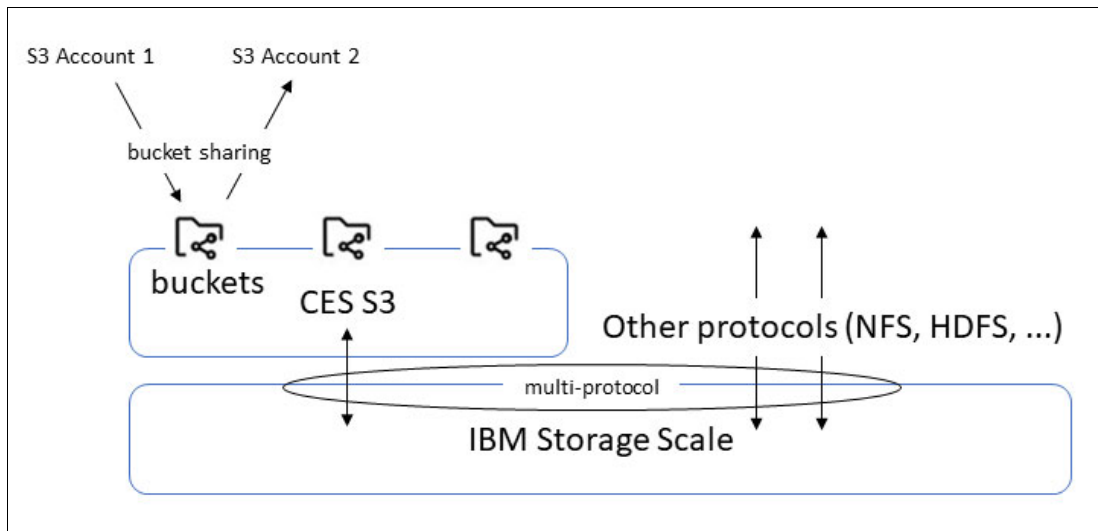 S3 Account 1
S3 Account 2
bucket sharing
buckets
CES S3
Other protocols (NFS, HDFS, ...)
multi-protocol
IBM Storage Scale